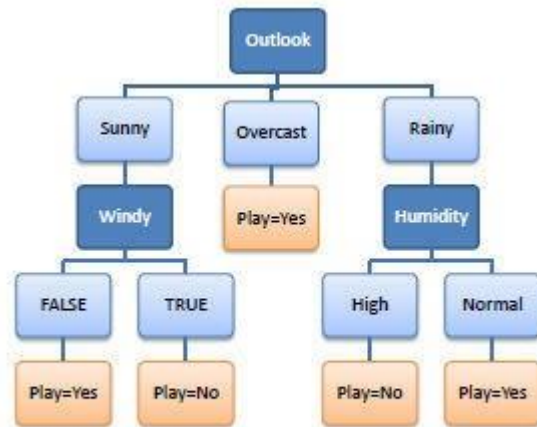 Outlook
Sunny
Overcast
Rainy
Windy
Play=Yes
Humidity
FALSE
TRUE
High
Normal
Play=Yes
Play=No
Play=No
Play=Yes